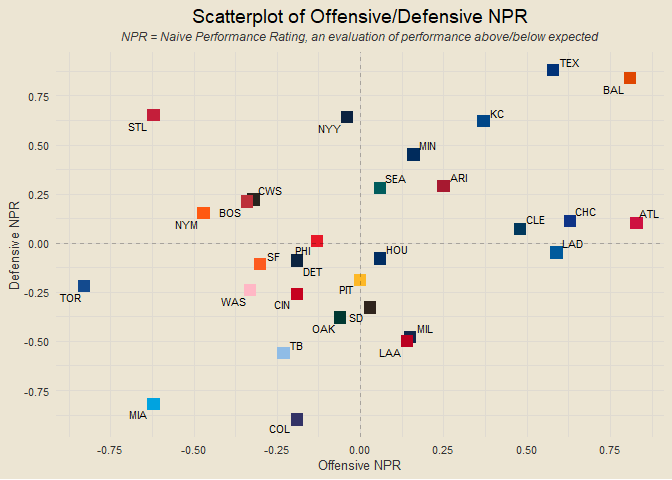 Scatterplot of Offensive/Defensive NPR
NPR = Naive Performance Rating, an evaluation of performance above/below expected
TEX
BAL
0.75
KC
STL
NYY
0.50
MIN
SEA
ARI
0.25
CWS
BOS
NYM
CLE
CHC
ATL
0.00
PHI
HOU
LAD
SF
DET
-0.25
TOR
WAS
CIN
PIT
SD
OAK
MIL
-0.50
TB
LAA
-0.75
MIA
COL
Defensive NPR
-0.75
-0.50
-0.25
0.00
0.25
0.50
0.75
Offensive NPR